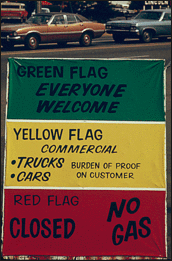 LINCOLN
GREEN FLAG
EVERYONE
WELCOME
YELLOW FLAG
COMMERCIAL
• TRUCKS
• CARS
BURDEN OF PROOF
ON CUSTOMER
RED FLAG
CLOSED
NO
GAS